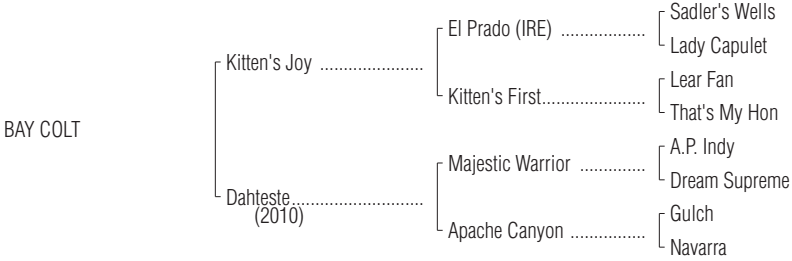 Sadler's Wells
El Prado (IRE) ...................
Lady Capulet
Kitten's Joy ......................
Lear Fan
Kitten's First......................
That's My Hon
BAY COLT
A.P. Indy
Majestic Warrior ..............
Dream Supreme
Dahteste............................
(2010)
Gulch
Apache Canyon ................
Navarra